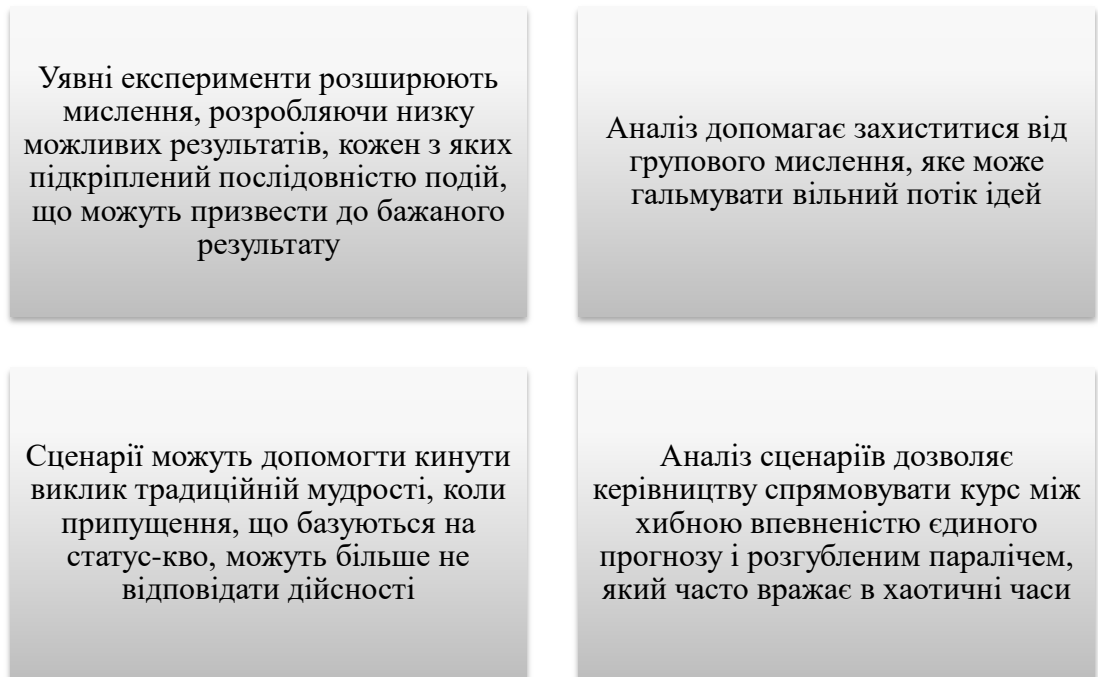 Уявні експерименти розширюють
мислення, розробляючи низку
можливих результатів, кожен з яких
підкріплений послідовністю подій,
що можуть призвести до бажаного
результату
Аналіз допомагає захиститися від
групового мислення, яке може
гальмувати вільний потік ідей
Сценарії можуть допомогти кинути
виклик традиційній мудрості, коли
припущення, що базуються на
статус-кво, можуть більше не
відповідати дійсності
Аналіз сценаріїв дозволяє
керівництву спрямовувати курс між
хибною впевненістю єдиного
прогнозу і розгубленим паралічем,
який часто вражає в хаотичні часи